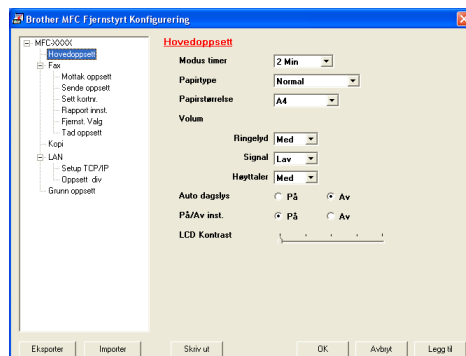 Brother MFC Fjernstyrt Konfigurering
MFC-XXXX
Hovedoppsett
Fax
Mottak oppsett
Sende oppsett
Sett kortnr.
Rapport innst.
Fjernst. Valg
Tad oppsett
Kopi
LAN
Setup TCP/IP
Oppsett div
Grunn oppsett
Hovedoppsett
Modus timer 2 Min
Papirtype Normal
Papirstørrelse A4
Volum
Ringelyd Med
Signal Lav
Høyttaler Med
Auto dagslys På Av
På/Av inst. På Av
LCD Kontrast
Eksporter Importer Skriv ut OK Avbryt Legg til